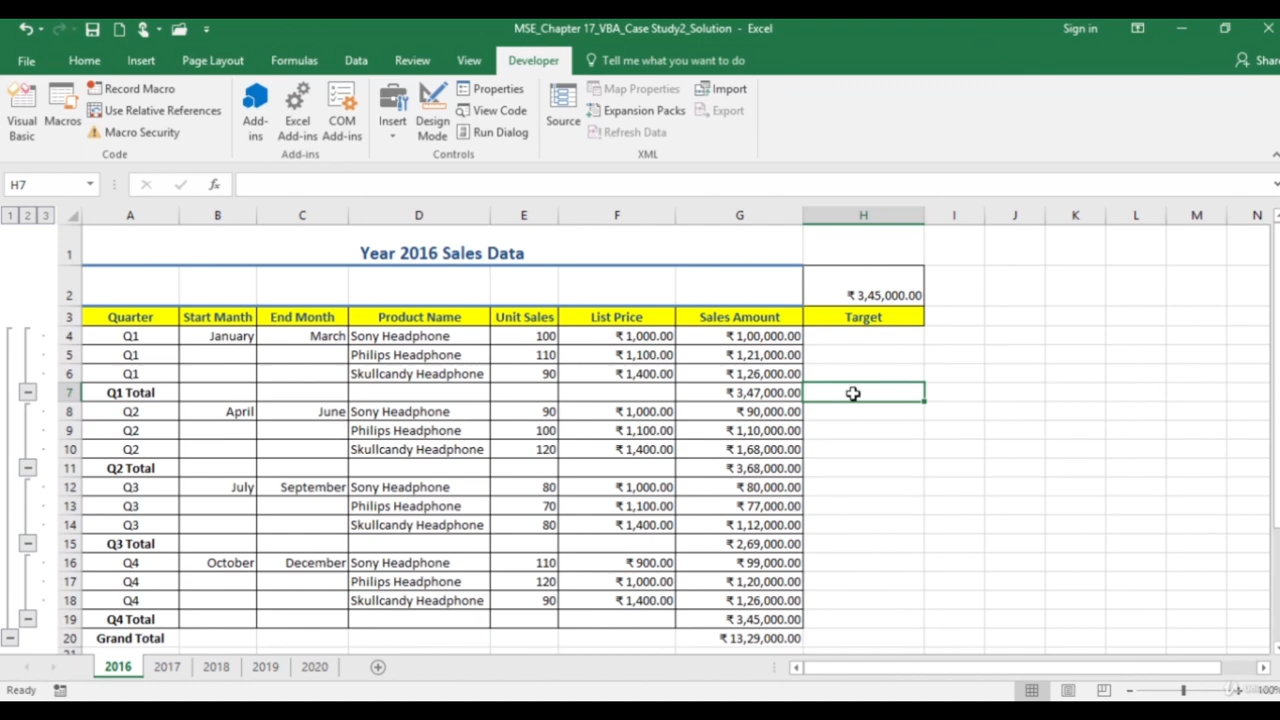 MSE_Chapter 17_VBA_Case Study2_Solution - Excel
Sign in
File Home Insert Page Layout Formulas Data Review View Developer Tell me what you want to do Share
Visual Basic
Macros
Record Macro
Use Relative References
Macro Security
Code
Add-ins
Excel Add-ins
COM Add-ins
Add-ins
Insert
Design Mode
Properties
View Code
Run Dialog
Controls
Source
Map Properties
Expansion Packs
Refresh Data
Import
Export
XML
H7 fx
1 2 3 A B C D E F G H I J K L M N
1 Year 2016 Sales Data
2 ₹ 3,45,000.00
3 Quarter Start Manth End Month Product Name Unit Sales List Price Sales Amount Target
4 Q1 January March Sony Headphone 100 ₹ 1,000.00 ₹ 1,00,000.00
5 Q1 Philips Headphone 110 ₹ 1,100.00 ₹ 1,21,000.00
6 Q1 Skullcandy Headphone 90 ₹ 1,400.00 ₹ 1,26,000.00
7 Q1 Total ₹ 3,47,000.00
8 Q2 April June Sony Headphone 90 ₹ 1,000.00 ₹ 90,000.00
9 Q2 Philips Headphone 100 ₹ 1,100.00 ₹ 1,10,000.00
10 Q2 Skullcandy Headphone 120 ₹ 1,400.00 ₹ 1,68,000.00
11 Q2 Total ₹ 3,68,000.00
12 Q3 July September Sony Headphone 80 ₹ 1,000.00 ₹ 80,000.00
13 Q3 Philips Headphone 70 ₹ 1,100.00 ₹ 77,000.00
14 Q3 Skullcandy Headphone 80 ₹ 1,400.00 ₹ 1,12,000.00
15 Q3 Total ₹ 2,69,000.00
16 Q4 October December Sony Headphone 110 ₹ 900.00 ₹ 99,000.00
17 Q4 Philips Headphone 120 ₹ 1,000.00 ₹ 1,20,000.00
18 Q4 Skullcandy Headphone 90 ₹ 1,400.00 ₹ 1,26,000.00
19 Q4 Total ₹ 3,45,000.00
20 Grand Total ₹ 13,29,000.00
2016 2017 2018 2019 2020
Ready 100%